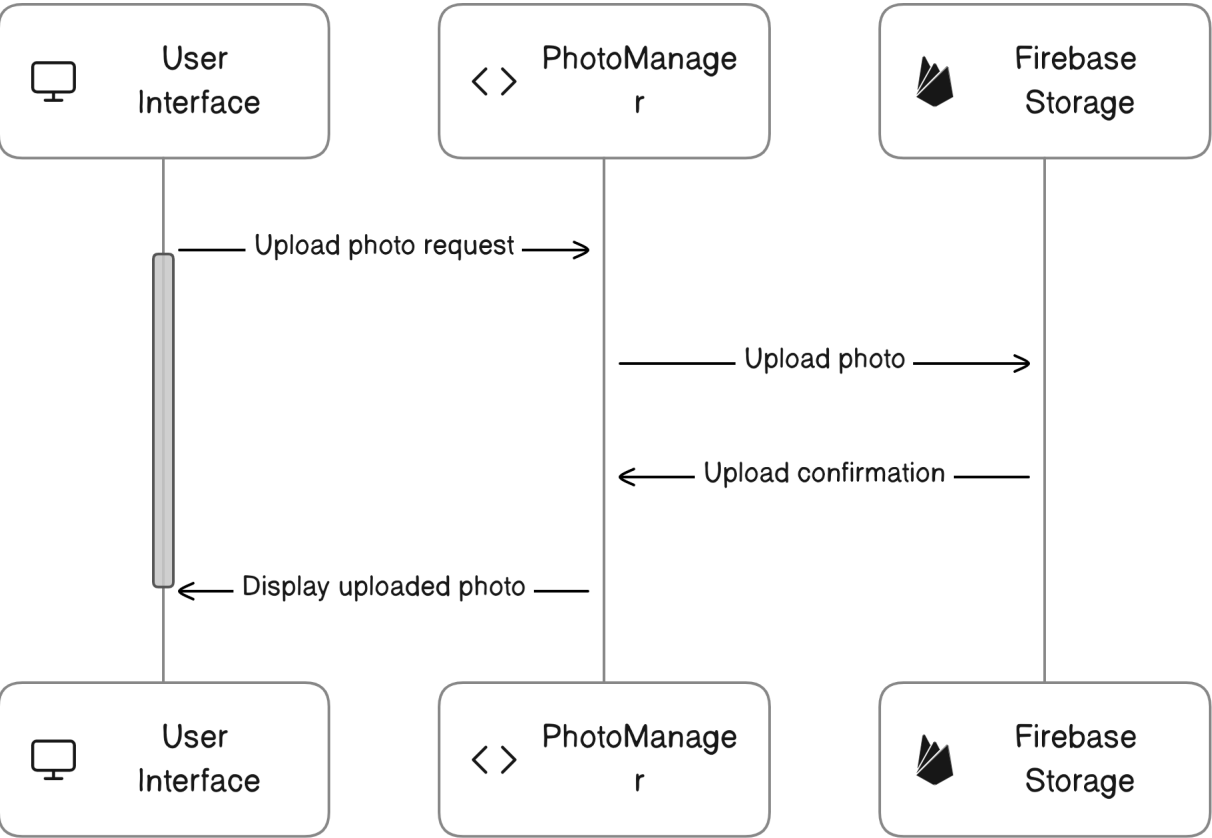 User
Interface
PhotoManage
r
Firebase
Storage
Upload photo request
Upload photo
Upload confirmation
Display uploaded photo
User
Interface
PhotoManage
r
Firebase
Storage